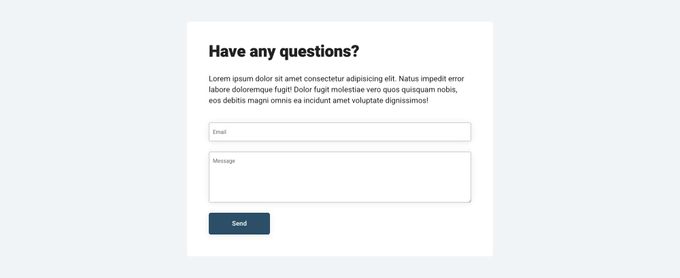 Have any questions?
Lorem ipsum dolor sit amet consectetur adipisicing elit. Natus impedit error
labore doloremque fugit! Dolor fugit molestiae vero quos quisquam nobis,
eos debitis magni omnis ea incidunt amet voluptate dignissimos!
Email
Message
Send